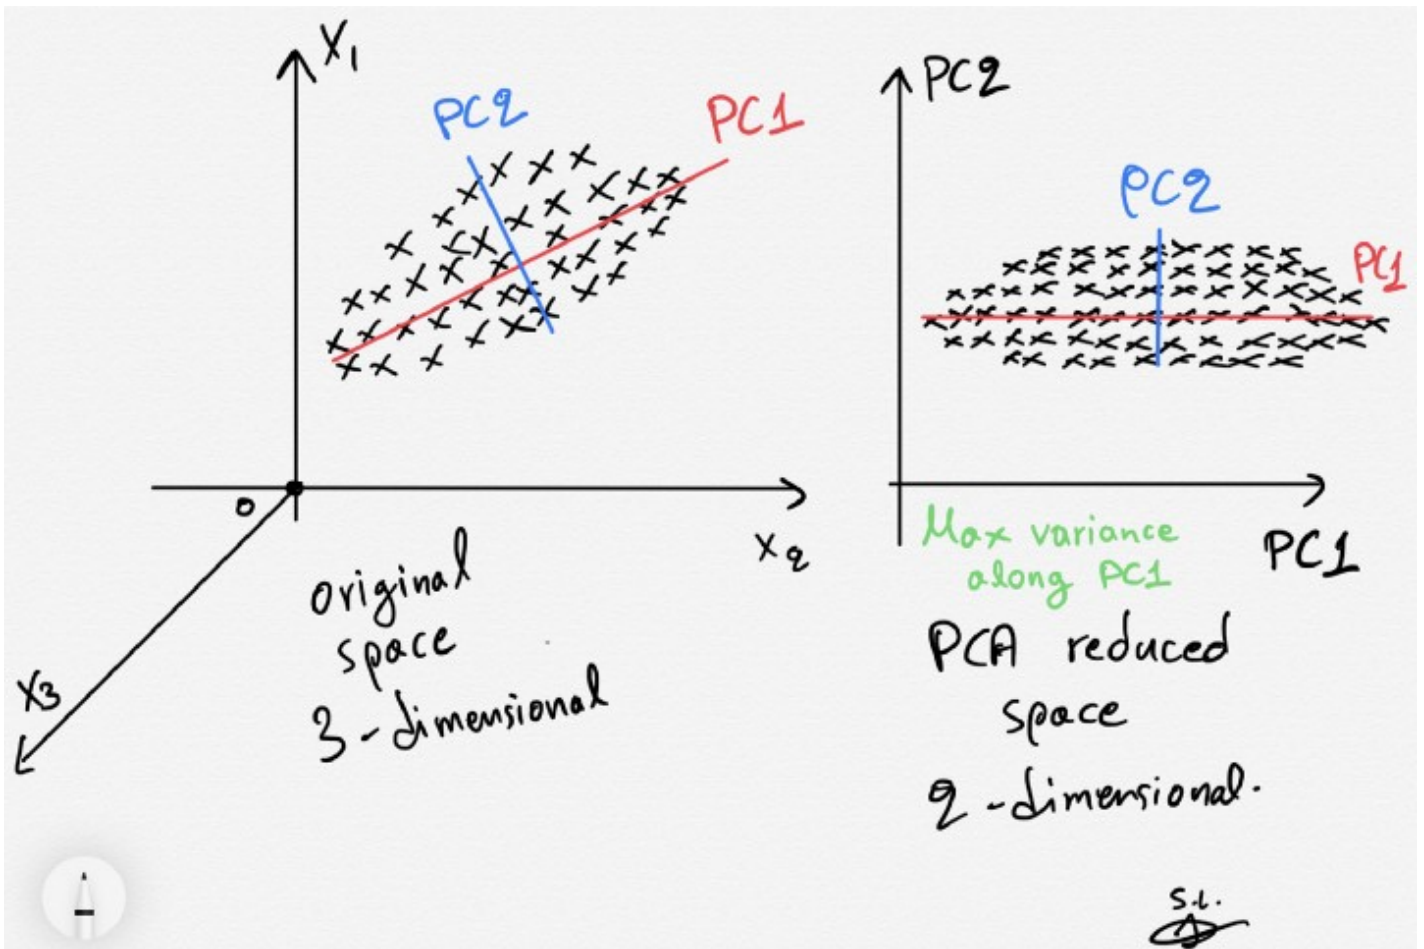 X1
PC2
PC1
0
X2
X3
original
space
3-dimensional
PC2
PC2
PC1
Max variance
along PC1
PC1
PCA reduced
space
2-dimensional.
S.L.